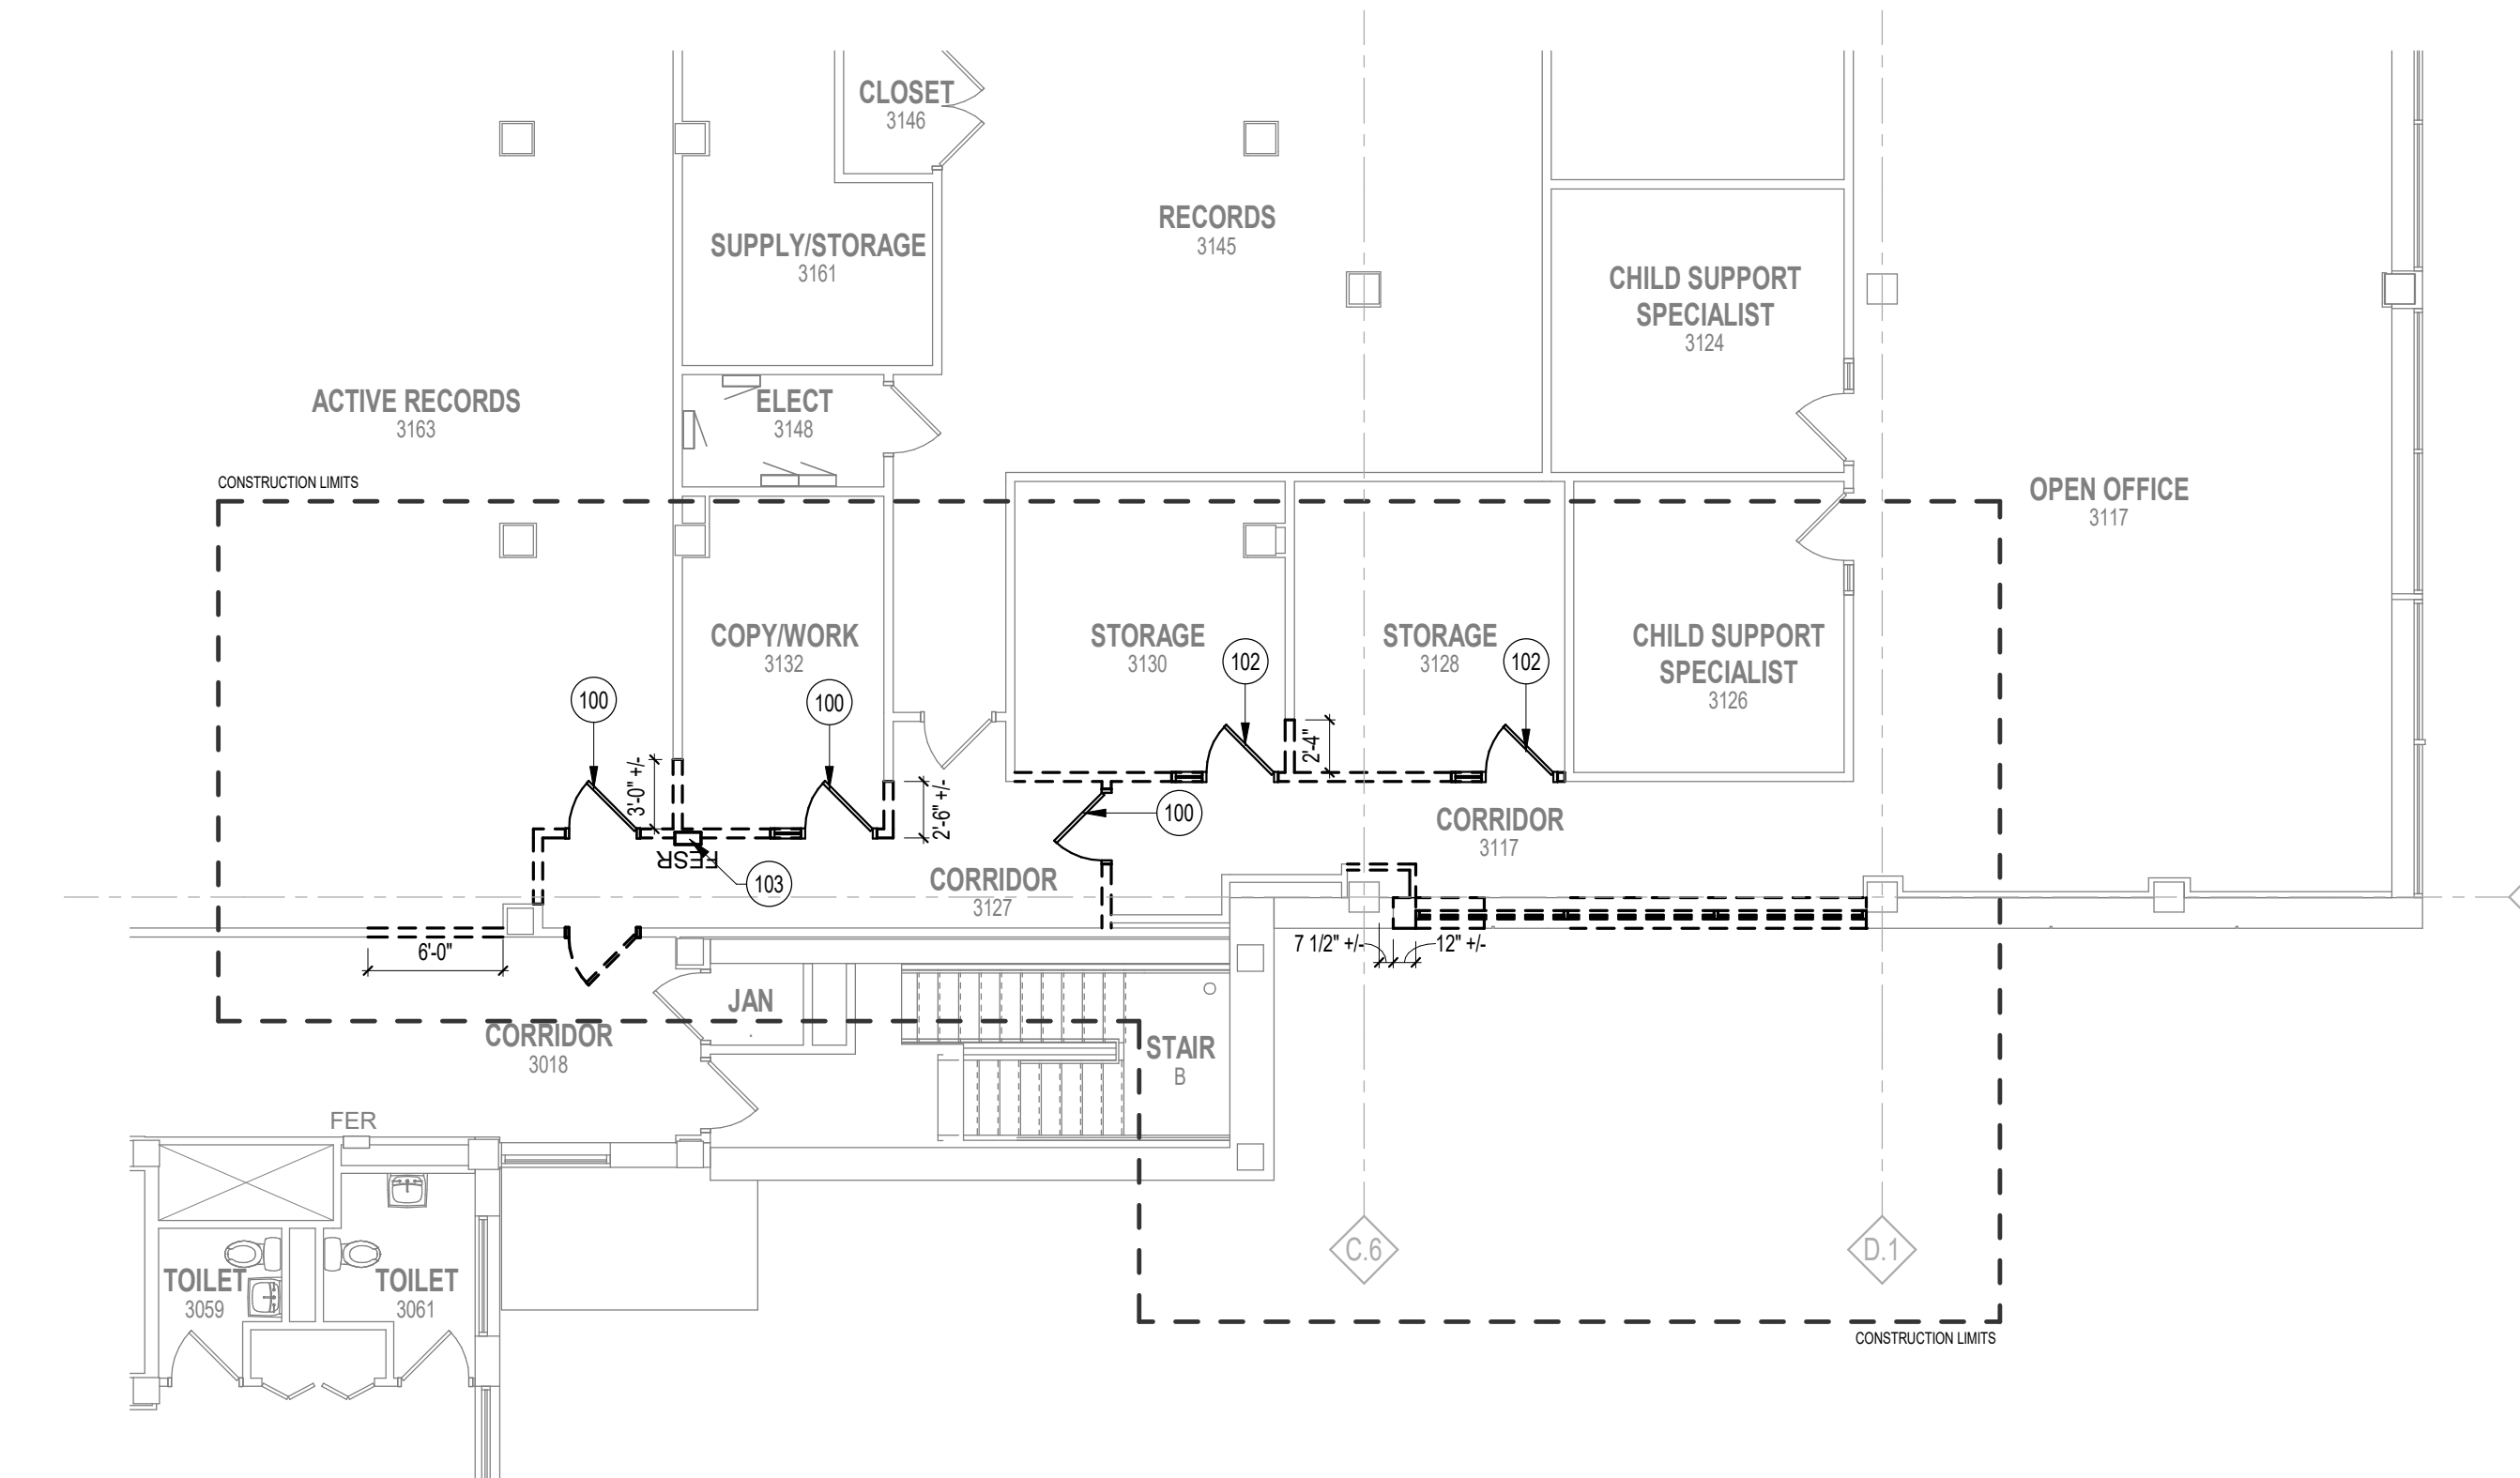 CLOSET
3146
RECORDS
3145
SUPPLY/STORAGE
3161
CHILD SUPPORT
SPECIALIST
3124
ACTIVE RECORDS
3163
ELECT
3148
CONSTRUCTION LIMITS
OPEN OFFICE
3117
COPY/WORK
3132
STORAGE
3130
102
STORAGE
3128
102
CHILD SUPPORT
SPECIALIST
3126
100
100
3'-0" +/-
2'-6" +/-
2'-4"
100
CORRIDOR
3117
FESR
103
CORRIDOR
3127
6'-0"
7 1/2" +/-
12" +/-
JAN
CORRIDOR
3018
STAIR
B
FER
C.6
D.1
TOILET
3059
TOILET
3061
CONSTRUCTION LIMITS